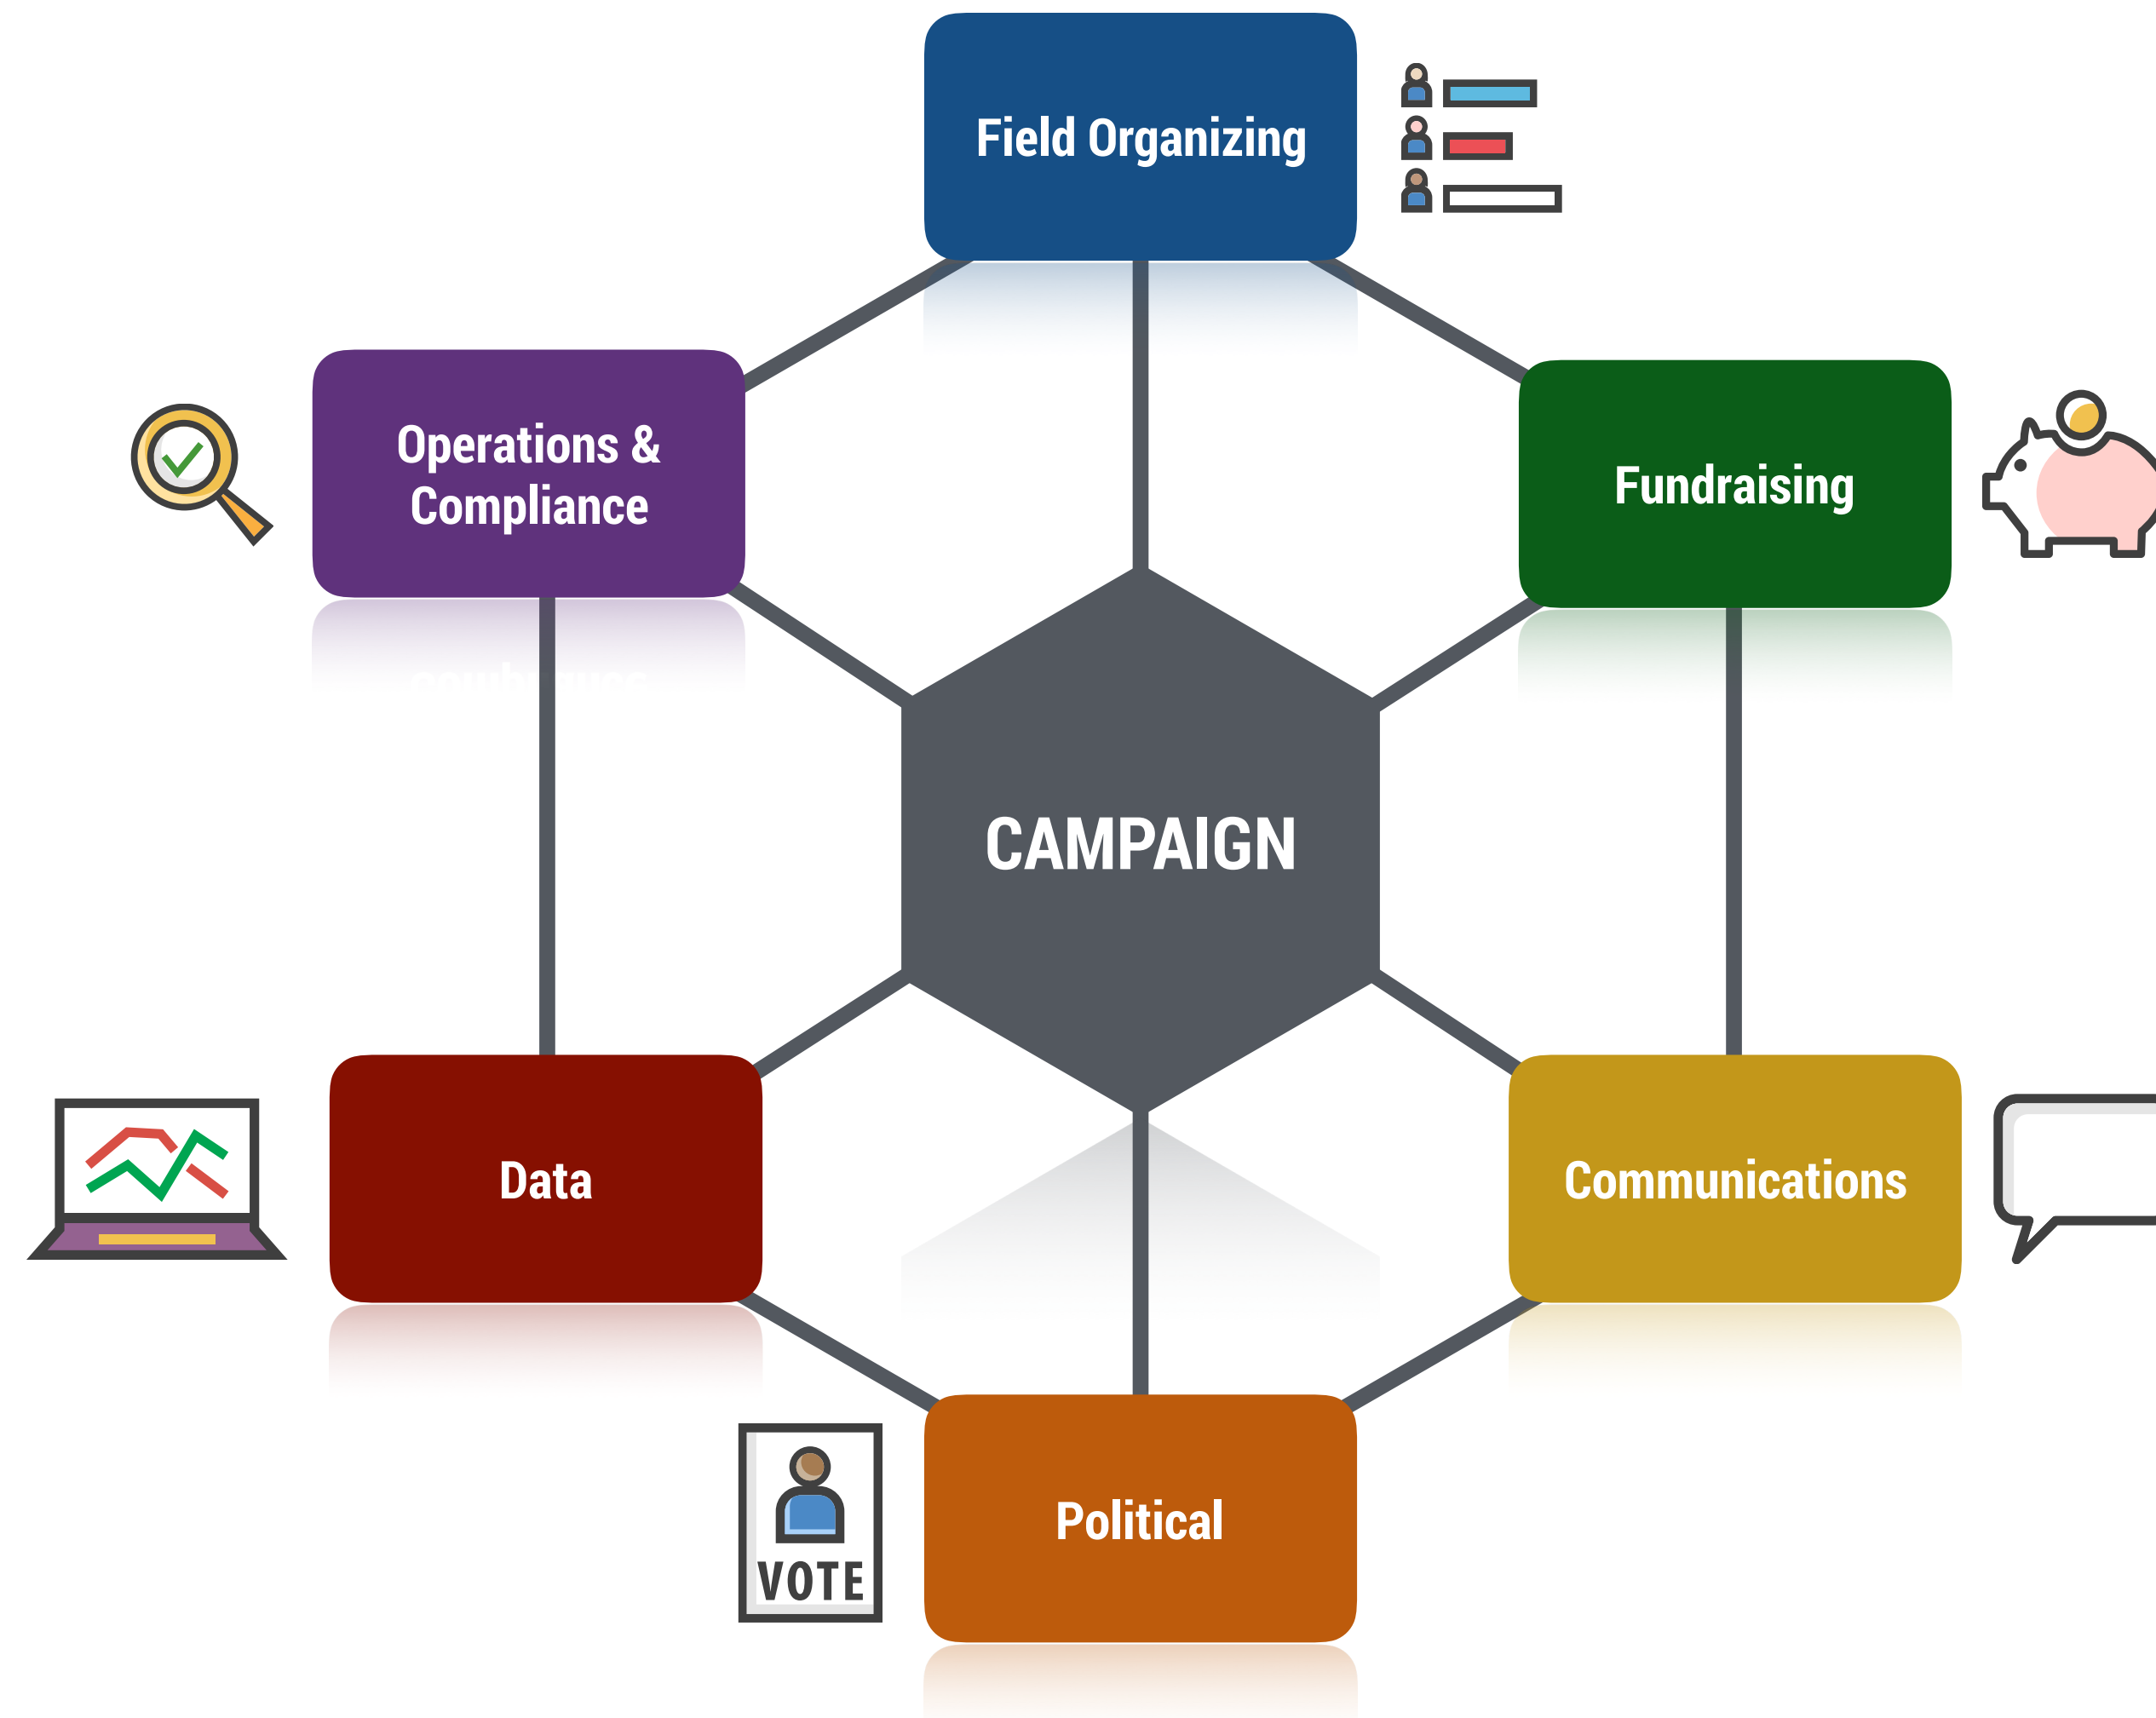 Field Organizing
Operations &
Compliance
Fundraising
CAMPAIGN
Data
Communications
Political
VOTE